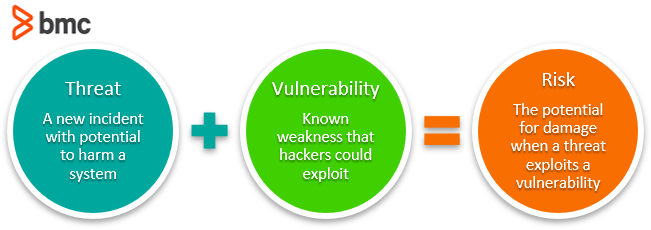 bmc
Threat
A new incident
with potential
to harm a
system
+
Vulnerability
Known
weakness that
hackers could
exploit
=
Risk
The potential
for damage
when a threat
exploits a
vulnerability